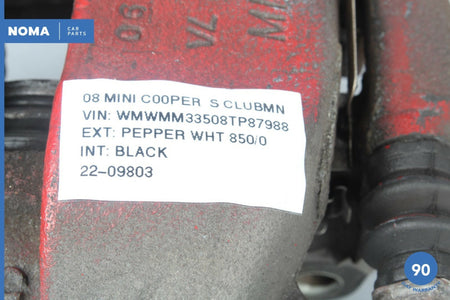 NOMA CAR PARTS
06
VL
08 MINI COOPER S CLUBMN
VIN: WMWMM33508TP87988
EXT: PEPPER WHT 850/0
INT: BLACK
22-09803
90